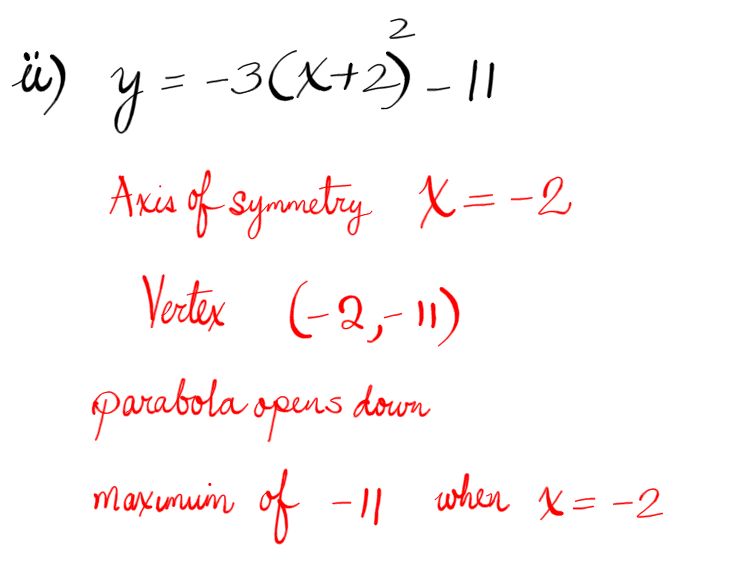 ii) y = -3(x+2)² - 11
Axis of symmetry x = -2
Vertex (-2, -11)
parabola opens down
maximum of -11 when x = -2